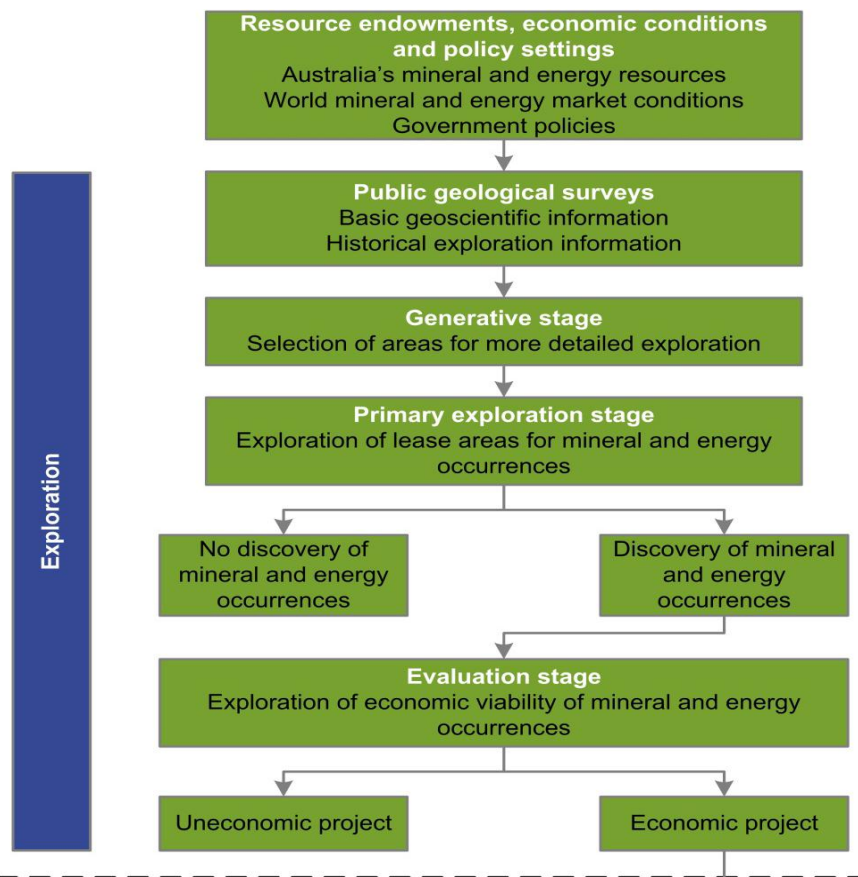 Resource endowments, economic conditions
and policy settings
Australia's mineral and energy resources
World mineral and energy market conditions
Government policies
Public geological surveys
Basic geoscientific information
Historical exploration information
Generative stage
Selection of areas for more detailed exploration
Primary exploration stage
Exploration of lease areas for mineral and energy
occurrences
No discovery of
mineral and energy
occurrences
Discovery of mineral
and energy
occurrences
Evaluation stage
Exploration of economic viability of mineral and energy
occurrences
Uneconomic project
Economic project
Exploration